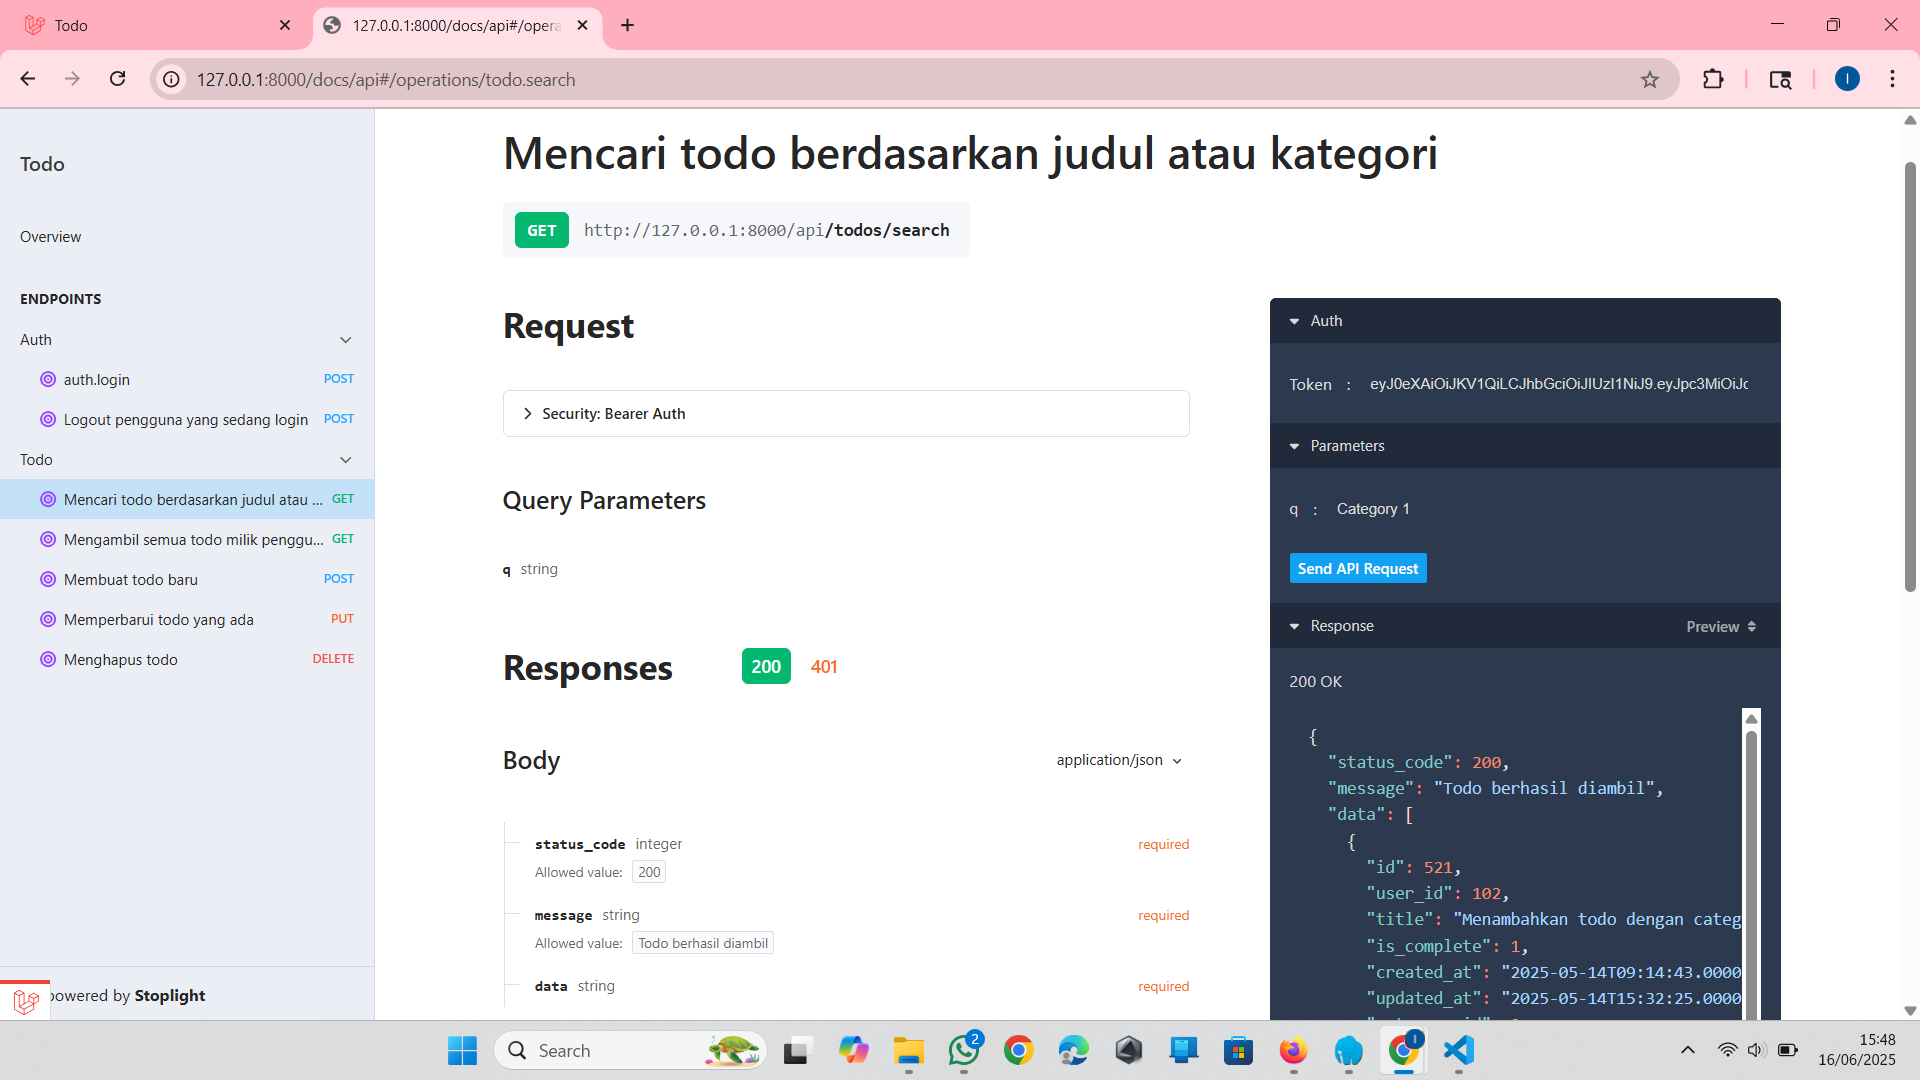 Todo
127.0.0.1:8000/docs/api#/opera
127.0.0.1:8000/docs/api#/operations/todo.search
I
Todo
Overview
ENDPOINTS
Auth
auth.login POST
Logout pengguna yang sedang login POST
Todo
Mencari todo berdasarkan judul atau ... GET
Mengambil semua todo milik penggu... GET
Membuat todo baru POST
Memperbarui todo yang ada PUT
Menghapus todo DELETE
powered by Stoplight
Mencari todo berdasarkan judul atau kategori
GET http://127.0.0.1:8000/api/todos/search
Request
Security: Bearer Auth
Query Parameters
q string
Responses 200 401
Body application/json
status_code integer required
Allowed value: 200
message string required
Allowed value: Todo berhasil diambil
data string required
Auth
Token : eyJ0eXAiOiJKV1QiLCJhbGciOiJIUzI1NiJ9.eyJpc3MiOiJc
Parameters
q : Category 1
Send API Request
Response Preview
200 OK
{
"status_code": 200,
"message": "Todo berhasil diambil",
"data": [
{
"id": 521,
"user_id": 102,
"title": "Menambahkan todo dengan categ
"is_complete": 1,
"created_at": "2025-05-14T09:14:43.0000
"updated_at": "2025-05-14T15:32:25.0000
Search
2
I
15:48
16/06/2025